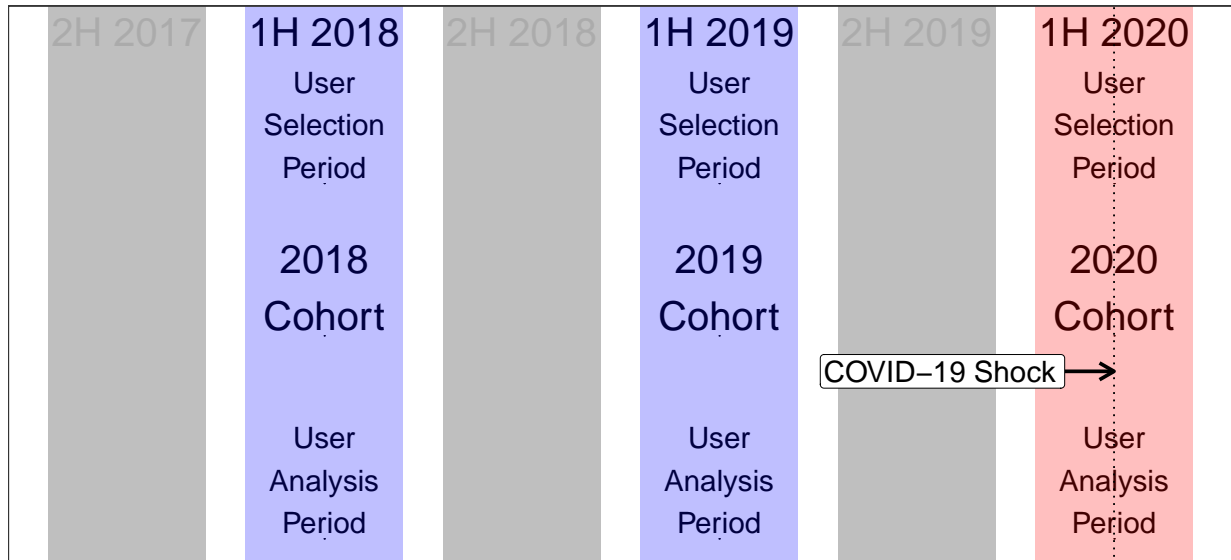 2H 2017
1H 2018
2H 2018
1H 2019
2H 2019
1H 2020
User
Selection
Period
User
Selection
Period
User
Selection
Period
2018
Cohort
2019
Cohort
2020
Cohort
COVID−19 Shock
User
Analysis
Period
User
Analysis
Period
User
Analysis
Period